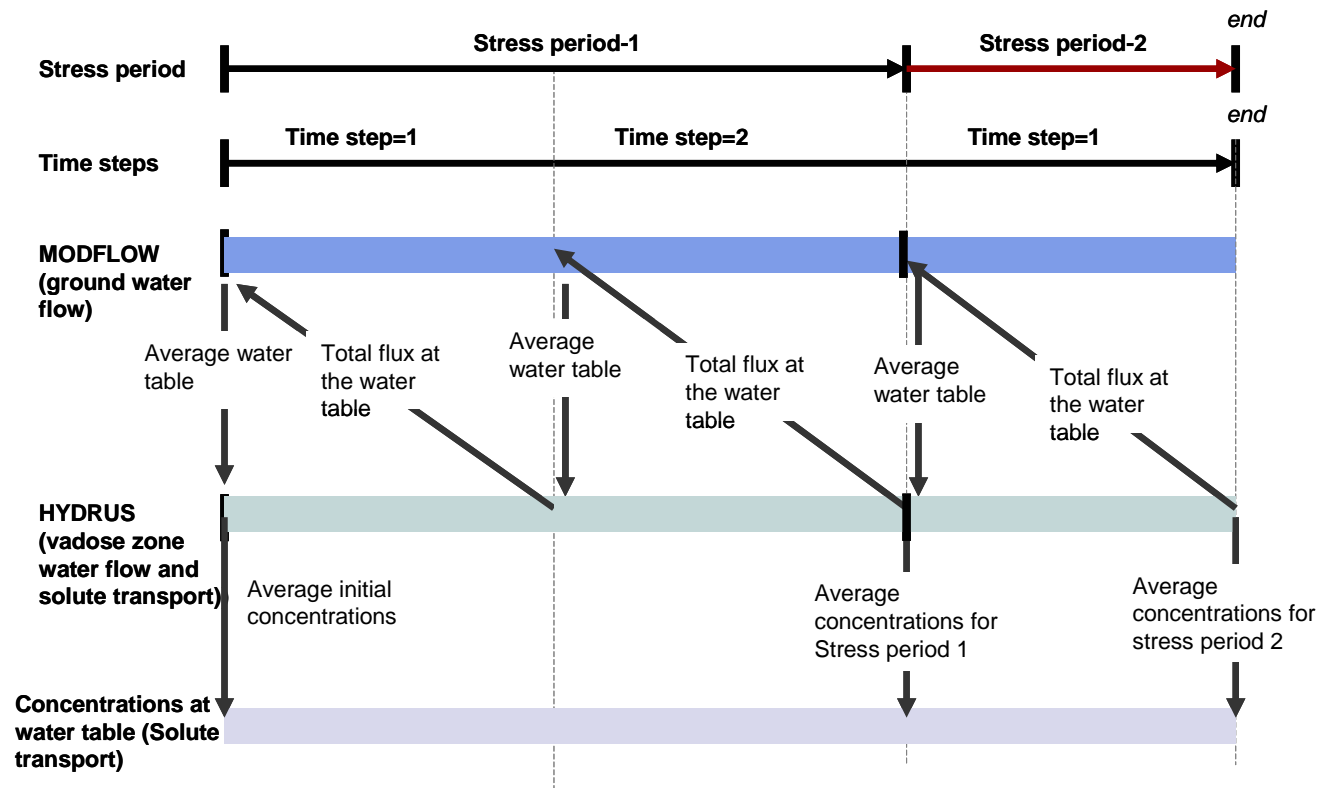 end
Stress period-1
Stress period-2
Stress period
end
Time step=1
Time step=2
Time step=1
Time steps
MODFLOW
(ground water
flow)
Average water
table
Total flux at
the water
table
Average
water table
Total flux at
the water
table
Average
water table
Total flux at
the water
table
HYDRUS
(vadose zone
water flow and
solute transport)
Average initial
concentrations
Average
concentrations for
Stress period 1
Average
concentrations for
stress period 2
Concentrations at
water table (Solute
transport)